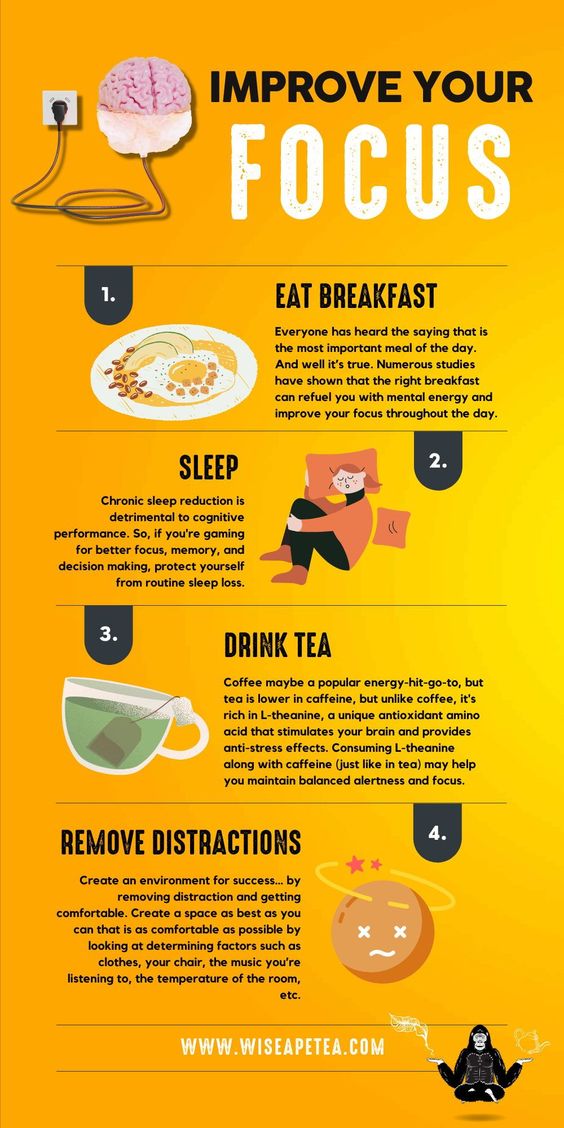 IMPROVE YOUR
FOCUS
1.
EAT BREAKFAST
Everyone has heard the saying that is
the most important meal of the day.
And well it's true. Numerous studies
have shown that the right breakfast
can refuel you with mental energy and
improve your focus throughout the day.
2.
SLEEP
Chronic sleep reduction is
detrimental to cognitive
performance. So, if you're gaming
for better focus, memory, and
decision making, protect yourself
from routine sleep loss.
3.
DRINK TEA
Coffee maybe a popular energy-hit-go-to, but
tea is lower in caffeine, but unlike coffee, it's
rich in L-theanine, a unique antioxidant amino
acid that stimulates your brain and provides
anti-stress effects. Consuming L-theanine
along with caffeine (just like in tea) may help
you maintain balanced alertness and focus.
4.
REMOVE DISTRACTIONS
Create an environment for success... by
removing distraction and getting
comfortable. Create a space as best as you
can that is as comfortable as possible by
looking at determining factors such as
clothes, your chair, the music you're
listening to, the temperature of the room,
etc.
WWW.WISEAPETEA.COM